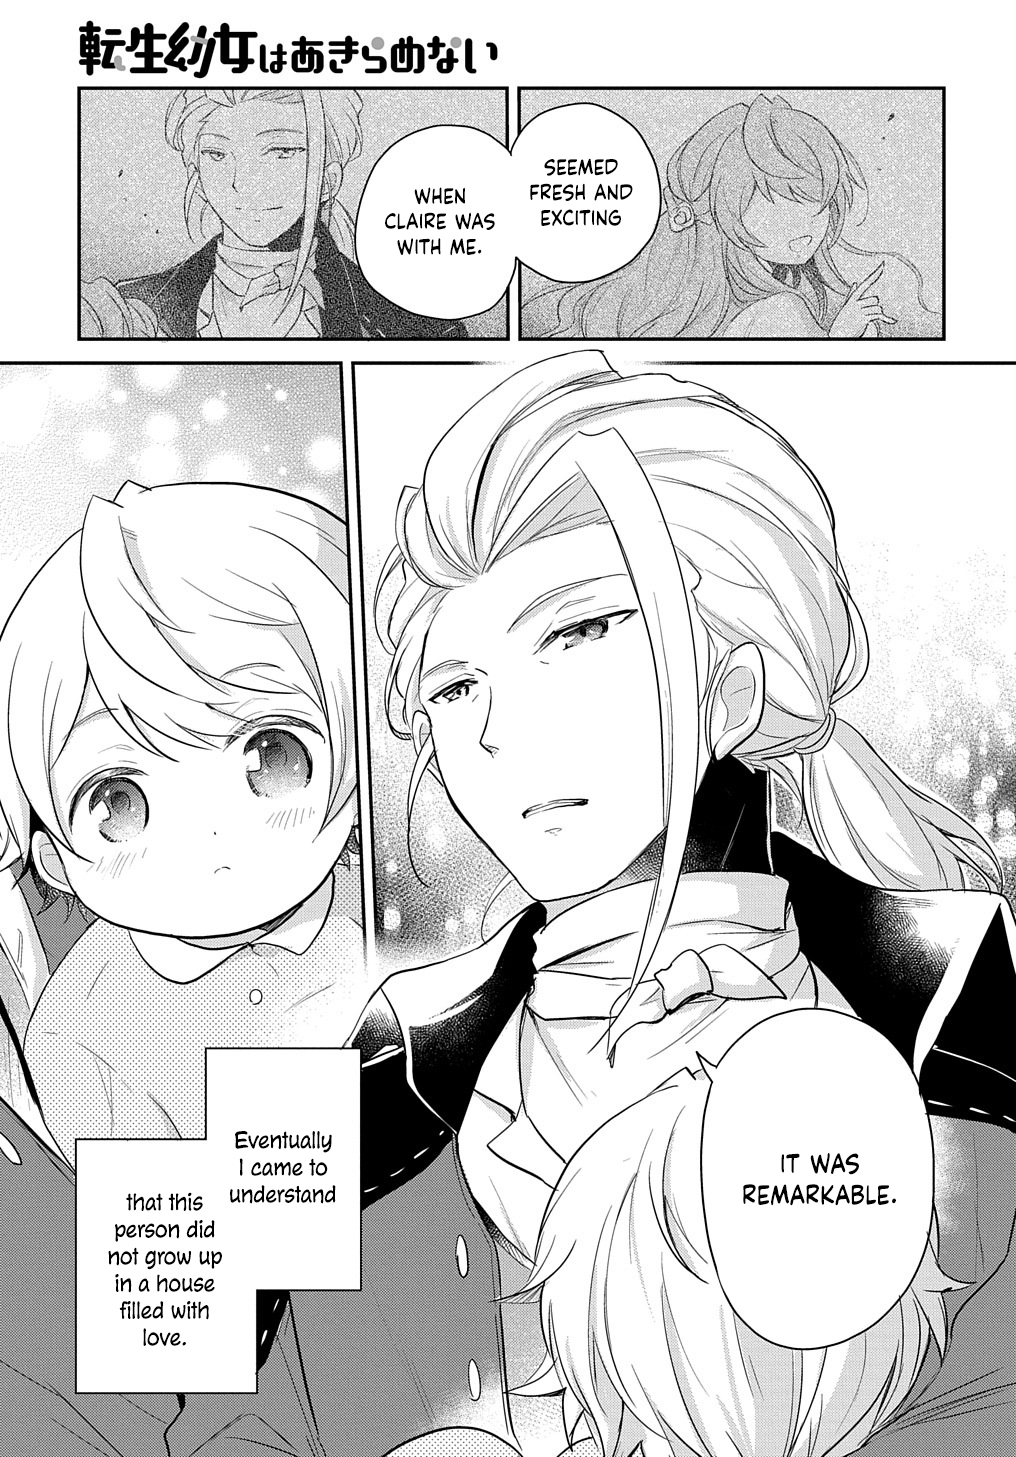 転生幼女はあきらめない
SEEMED
FRESH AND
EXCITING
WHEN
CLAIRE WAS
WITH ME.
IT WAS
REMARKABLE.
Eventually
I came to
understand
that this
person did
not grow up
in a house
filled with
love.